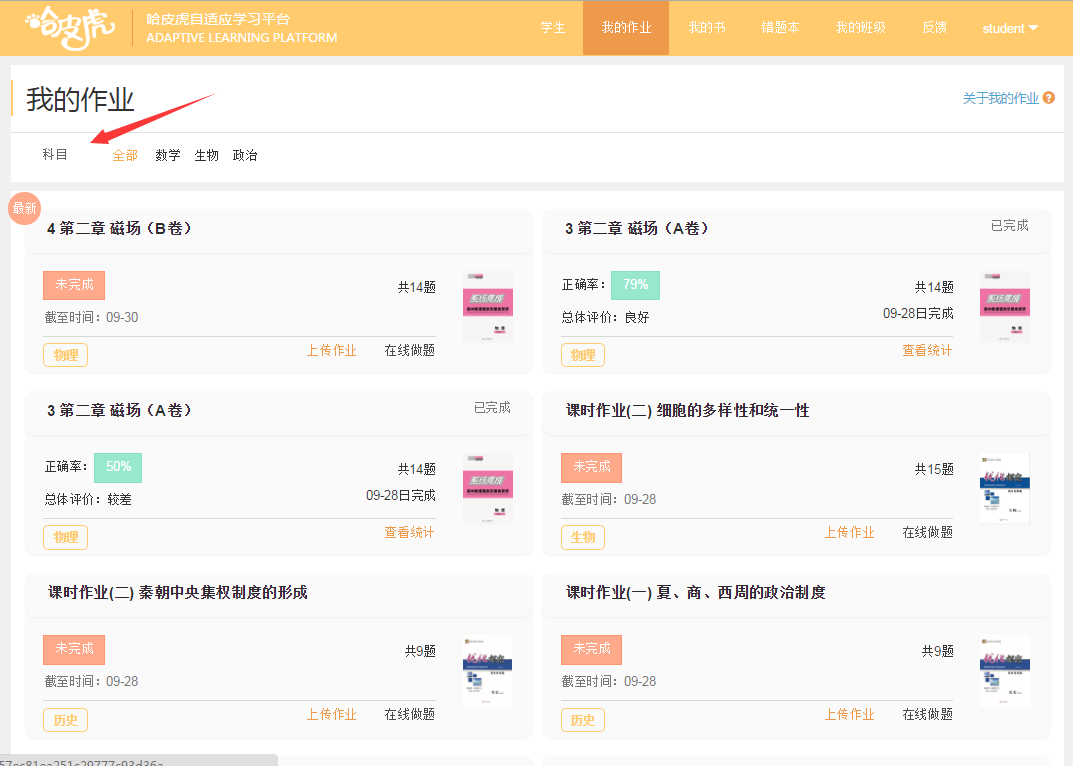 哈皮虎
哈皮虎自适应学习平台
ADAPTIVE LEARNING PLATFORM
学生 我的作业 我的书 错题本 我的班级 反馈 student
我的作业
关于我的作业 ?
科目 全部 数学 生物 政治
最新
4 第二章 磁场（B卷）
未完成 共14题
截至时间：09-30
物理 上传作业 在线做题
3 第二章 磁场（A卷） 已完成
正确率： 79% 共14题
总体评价：良好 09-28日完成
物理 查看统计
3 第二章 磁场（A卷） 已完成
正确率： 50% 共14题
总体评价：较差 09-28日完成
物理 查看统计
课时作业(二) 细胞的多样性和统一性
未完成 共15题
截至时间：09-28
生物 上传作业 在线做题
课时作业(二) 秦朝中央集权制度的形成
未完成 共9题
截至时间：09-28
历史 上传作业 在线做题
课时作业(一) 夏、商、西周的政治制度
未完成 共9题
截至时间：09-28
历史 上传作业 在线做题